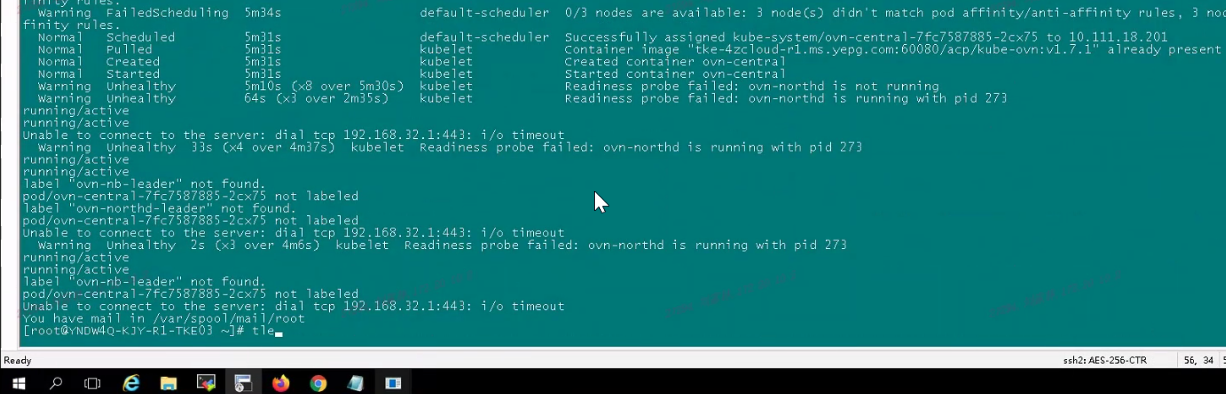 finity rules.
  Warning  FailedScheduling  5m34s                  default-scheduler  0/3 nodes are available: 3 node(s) didn't match pod affinity/anti-affinity rules, 3 no
finity rules.
  Normal   Scheduled         5m31s                  default-scheduler  Successfully assigned kube-system/ovn-central-7fc7587885-2cx75 to 10.111.18.201
  Normal   Pulled            5m31s                  kubelet            Container image "tke-4zcloud-r1.ms.yepg.com:60080/acp/kube-ovn:v1.7.1" already present
  Normal   Created           5m31s                  kubelet            Created container ovn-central
  Normal   Started           5m31s                  kubelet            Started container ovn-central
  Warning  Unhealthy         5m10s (x8 over 5m30s)  kubelet            Readiness probe failed: ovn-northd is not running
  Warning  Unhealthy         64s (x3 over 2m35s)    kubelet            Readiness probe failed: ovn-northd is running with pid 273
running/active
running/active
Unable to connect to the server: dial tcp 192.168.32.1:443: i/o timeout
  Warning  Unhealthy  33s (x4 over 4m37s)  kubelet  Readiness probe failed: ovn-northd is running with pid 273
running/active
running/active
label "ovn-nb-leader" not found.
pod/ovn-central-7fc7587885-2cx75 not labeled
label "ovn-northd-leader" not found.
pod/ovn-central-7fc7587885-2cx75 not labeled
Unable to connect to the server: dial tcp 192.168.32.1:443: i/o timeout
  Warning  Unhealthy  2s (x3 over 4m6s)  kubelet  Readiness probe failed: ovn-northd is running with pid 273
running/active
running/active
label "ovn-nb-leader" not found.
pod/ovn-central-7fc7587885-2cx75 not labeled
Unable to connect to the server: dial tcp 192.168.32.1:443: i/o timeout
You have mail in /var/spool/mail/root
[root@YNDW4Q-KJY-R1-TKE03 ~]# tle
Ready ssh2: AES-256-CTR 56, 34